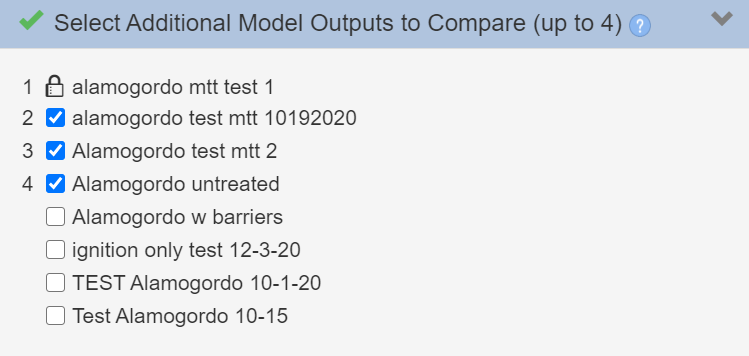 Select Additional Model Outputs to Compare (up to 4) ?
1 alamogordo mtt test 1
2 alamogordo test mtt 10192020
3 Alamogordo test mtt 2
4 Alamogordo untreated
Alamogordo w barriers
ignition only test 12-3-20
TEST Alamogordo 10-1-20
Test Alamogordo 10-15